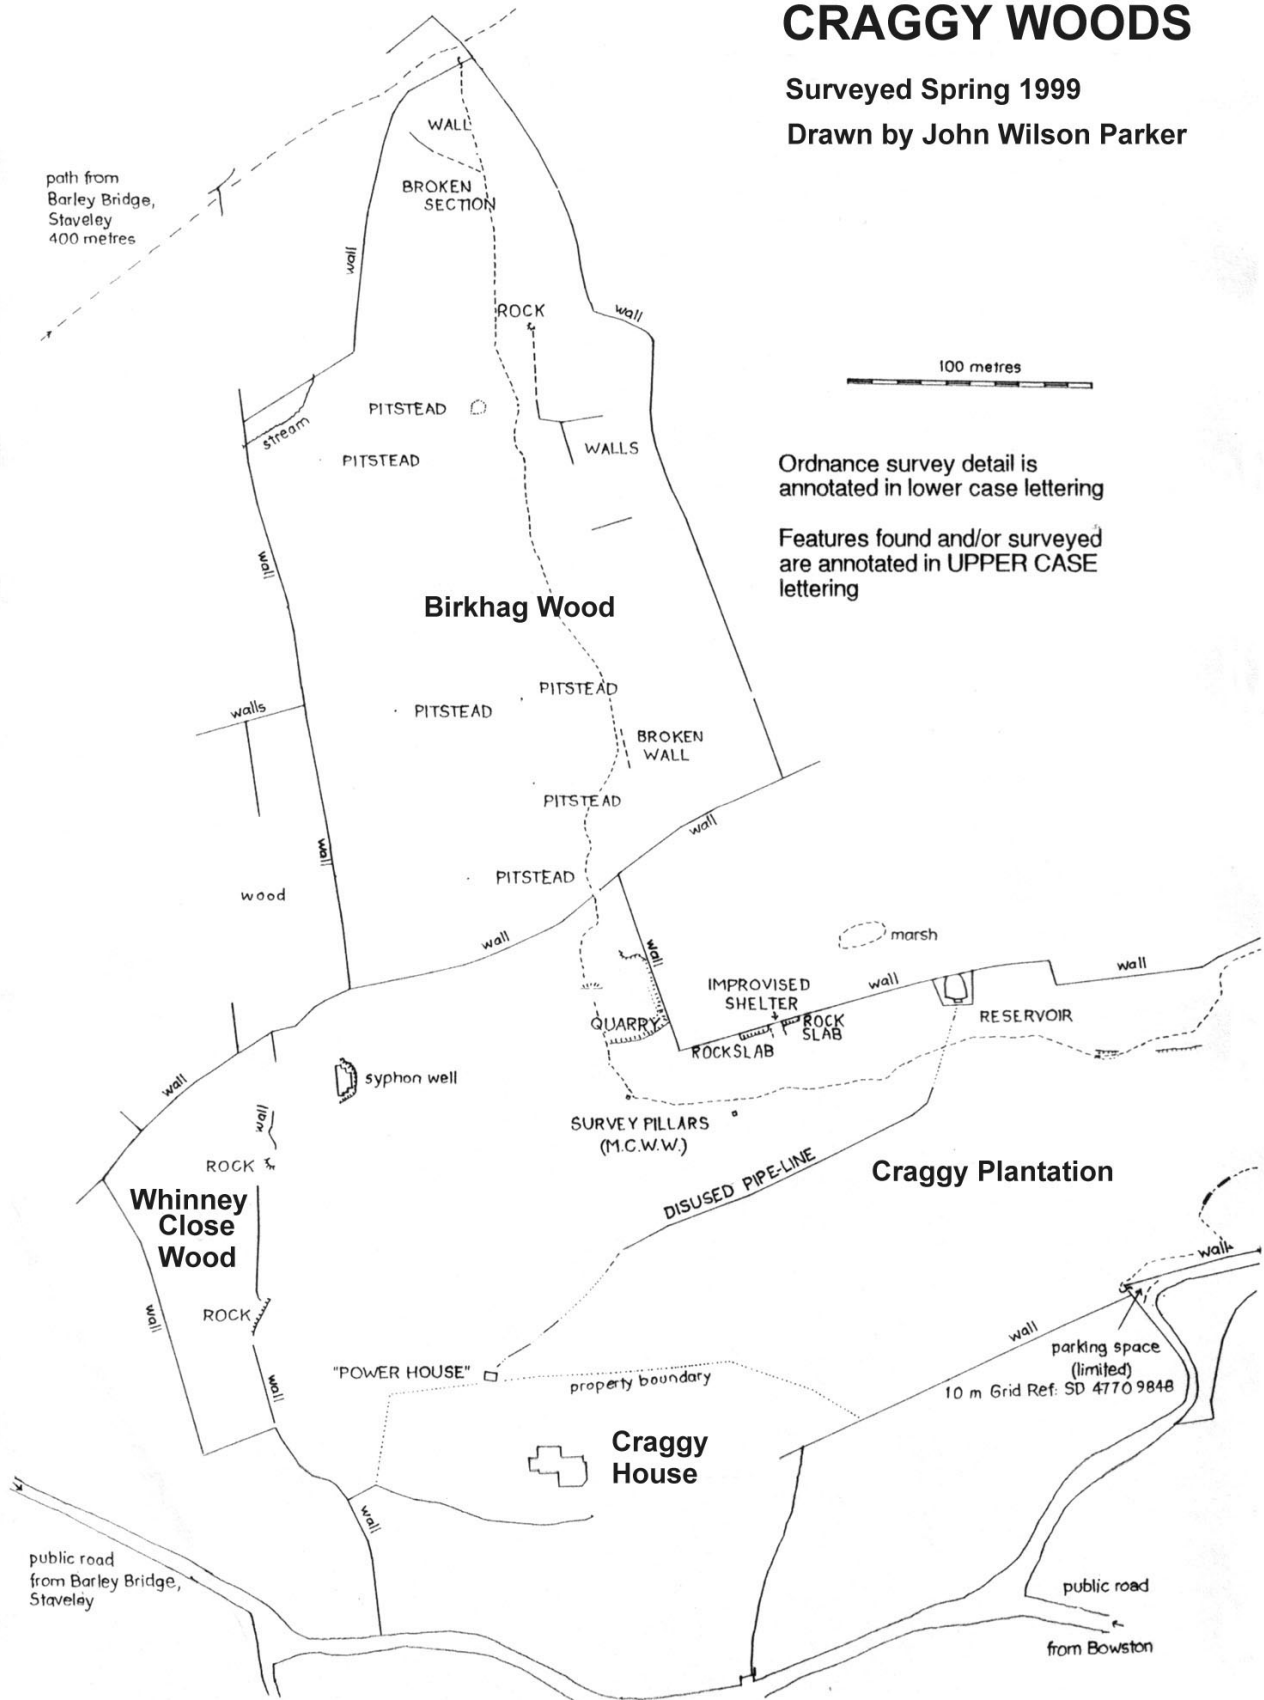 CRAGGY WOODS
Surveyed Spring 1999
Drawn by John Wilson Parker
WALL
path from
Barley Bridge,
Staveley
400 metres
BROKEN
SECTION
wall
ROCK
wall
100 metres
PITSTEAD
stream
WALLS
PITSTEAD
Ordnance survey detail is
annotated in lower case lettering
Features found and/or surveyed
are annotated in UPPER CASE
lettering
wall
Birkhag Wood
PITSTEAD
walls
PITSTEAD
BROKEN
WALL
PITSTEAD
wall
wall
PITSTEAD
wood
wall
wall
marsh
wall
IMPROVISED
SHELTER
wall
RESERVOIR
QUARRY
ROCK
SLAB
ROCKSLAB
syphon well
wall
wall
SURVEY PILLARS
(M.C.W.W.)
ROCK
DISUSED PIPE-LINE
Craggy Plantation
Whinney
Close
Wood
wall
ROCK
wall
wall
parking space
(limited)
10 m Grid Ref: SD 4770 9848
"POWER HOUSE"
property boundary
wall
Craggy
House
wall
public road
from Barley Bridge,
Staveley
public road
from Bowston